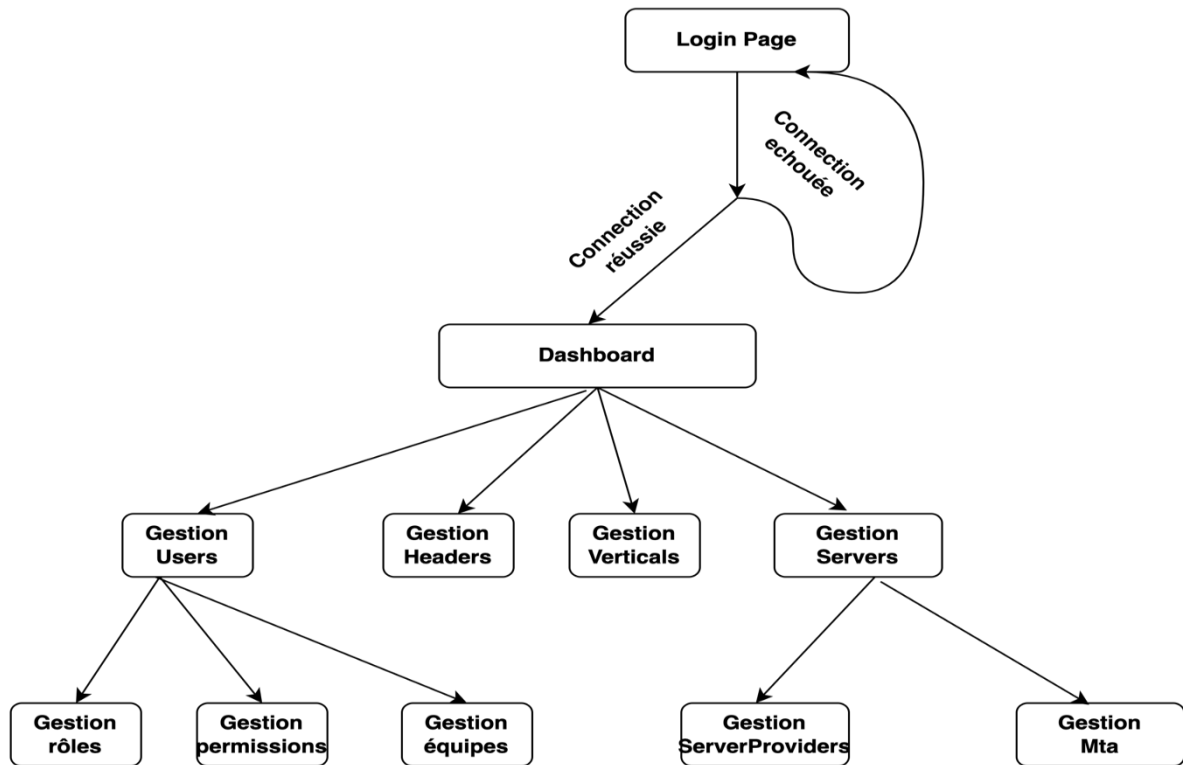 Login Page
Connection
echouée
Connection
réussie
Dashboard
Gestion
Users
Gestion
Headers
Gestion
Verticals
Gestion
Servers
Gestion
rôles
Gestion
permissions
Gestion
équipes
Gestion
ServerProviders
Gestion
Mta